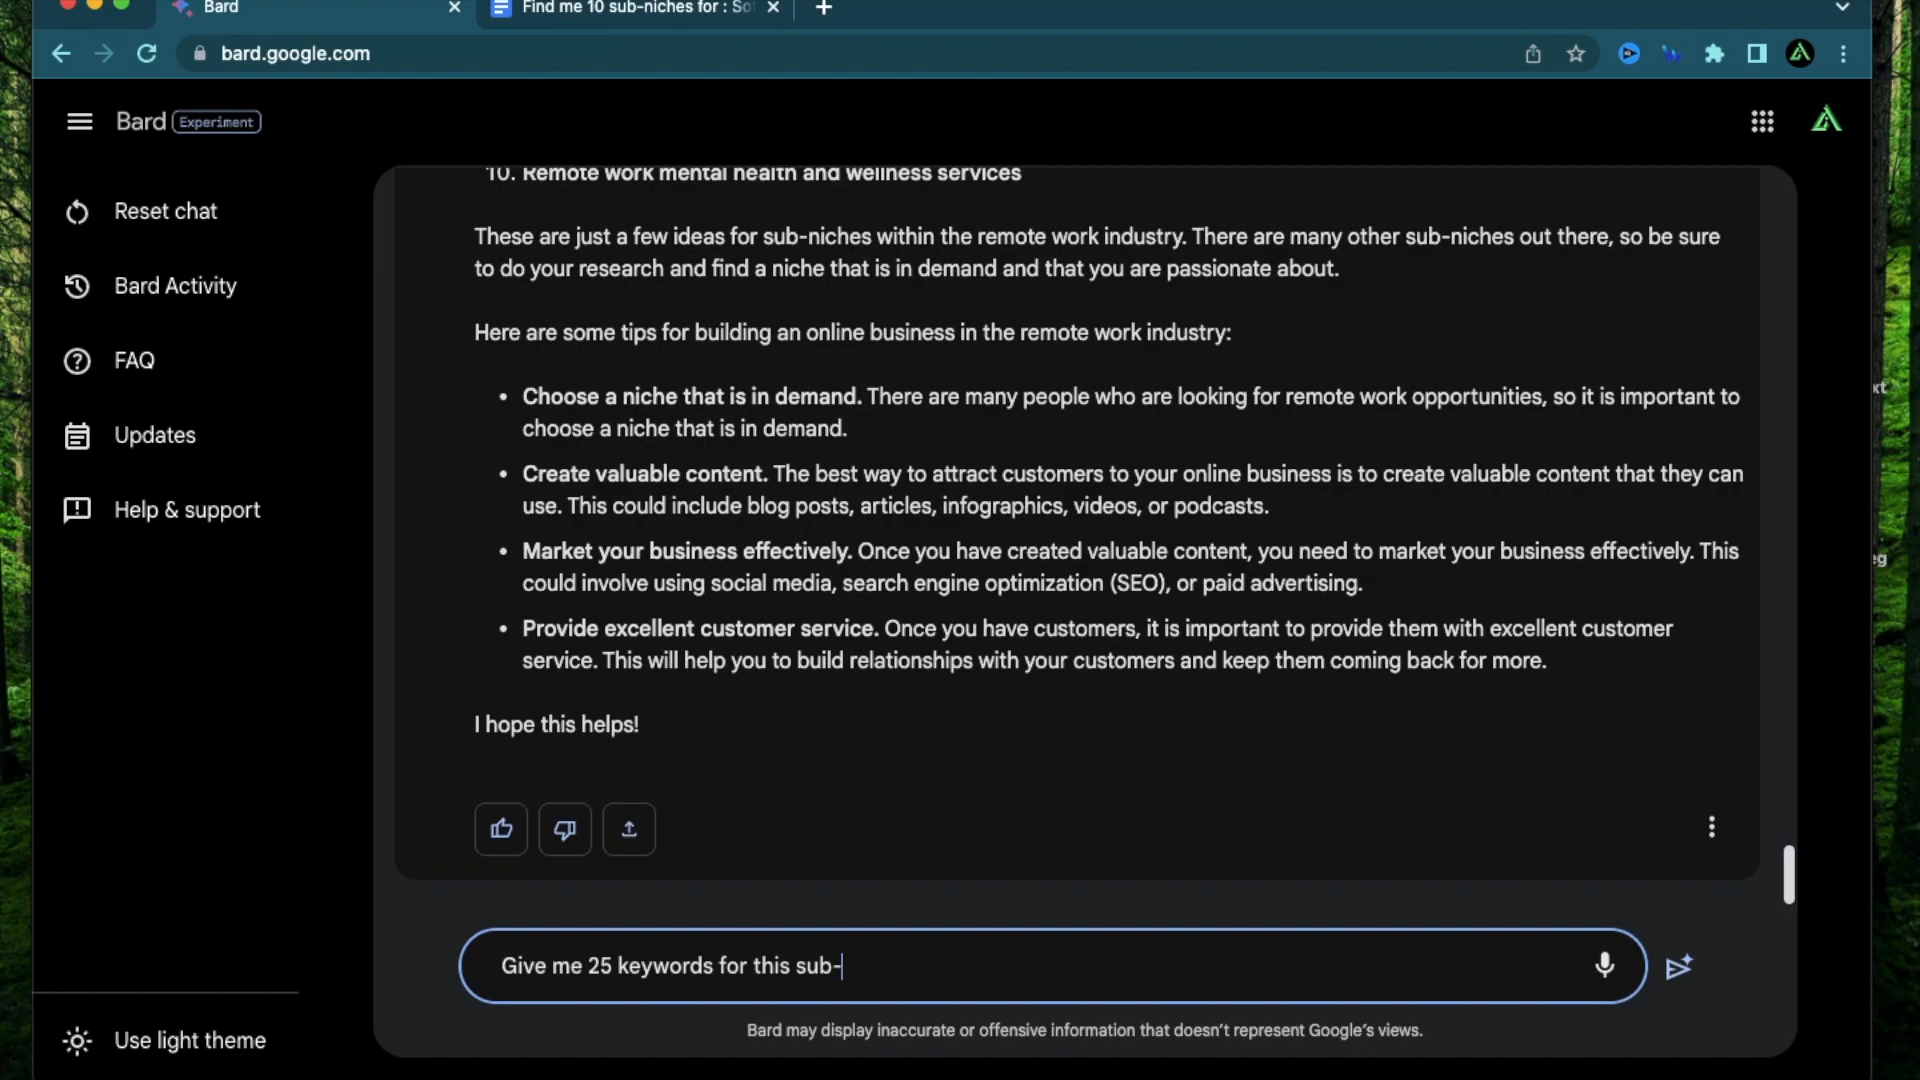 Bard
Find me 10 sub-niches for : So
bard.google.com
Bard Experiment
Reset chat
Bard Activity
FAQ
Updates
Help & support
Use light theme
10. Remote work mental health and wellness services
These are just a few ideas for sub-niches within the remote work industry. There are many other sub-niches out there, so be sure
to do your research and find a niche that is in demand and that you are passionate about.
Here are some tips for building an online business in the remote work industry:
• Choose a niche that is in demand. There are many people who are looking for remote work opportunities, so it is important to
choose a niche that is in demand.
• Create valuable content. The best way to attract customers to your online business is to create valuable content that they can
use. This could include blog posts, articles, infographics, videos, or podcasts.
• Market your business effectively. Once you have created valuable content, you need to market your business effectively. This
could involve using social media, search engine optimization (SEO), or paid advertising.
• Provide excellent customer service. Once you have customers, it is important to provide them with excellent customer
service. This will help you to build relationships with your customers and keep them coming back for more.
I hope this helps!
Give me 25 keywords for this sub-
Bard may display inaccurate or offensive information that doesn't represent Google's views.